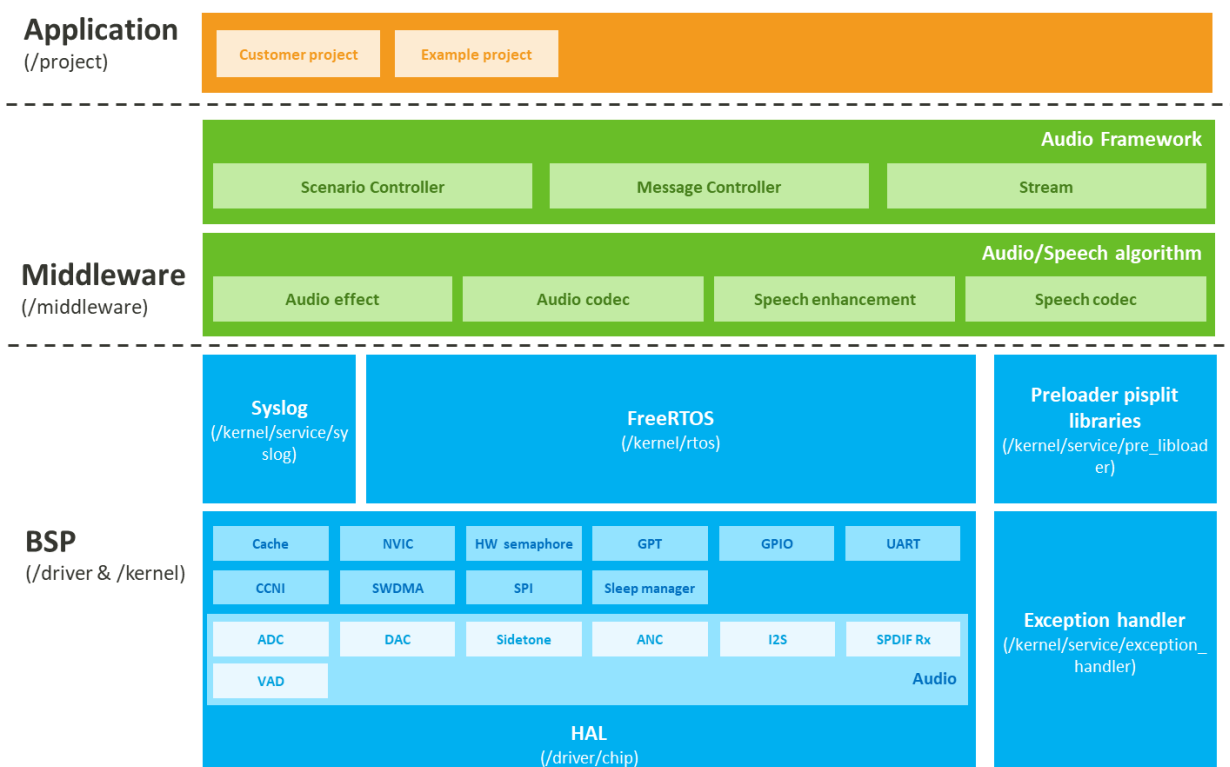 Application
(/project)
Customer project
Example project
Audio Framework
Scenario Controller
Message Controller
Stream
Middleware
(/middleware)
Audio/Speech algorithm
Audio effect
Audio codec
Speech enhancement
Speech codec
BSP
(/driver & /kernel)
Syslog
(/kernel/service/sy
slog)
FreeRTOS
(/kernel/rtos)
Preloader pisplit
libraries
(/kernel/service/pre_libload
er)
Cache
NVIC
HW semaphore
GPT
GPIO
UART
CCNI
SWDMA
SPI
Sleep manager
ADC
DAC
Sidetone
ANC
I2S
SPDIF Rx
VAD
Audio
HAL
(/driver/chip)
Exception handler
(/kernel/service/exception_
handler)